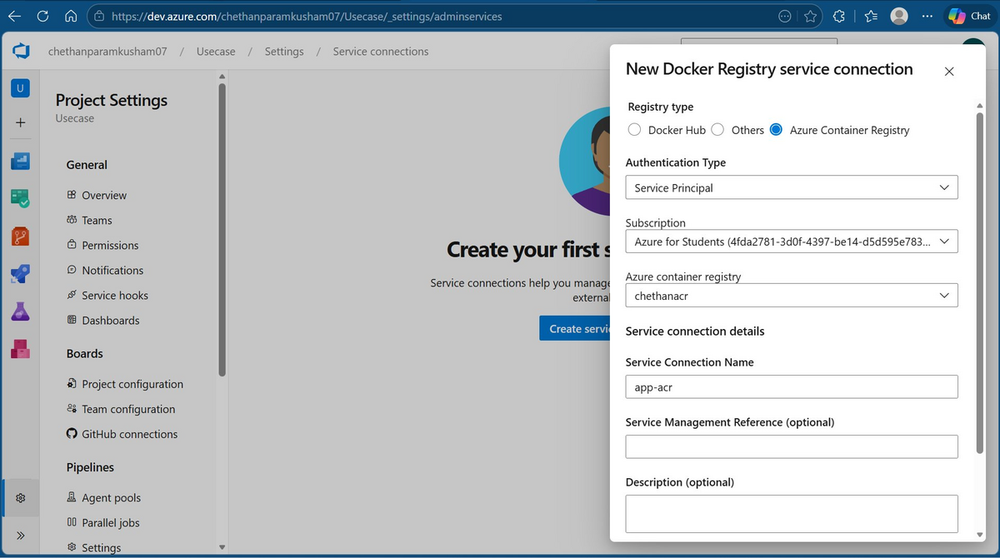 https://dev.azure.com/chethanparamkusham07/Usecase/_settings/adminservices
Chat
chethanparamkusham07 / Usecase / Settings / Service connections
U
Project Settings
Usecase
General
Overview
Teams
Permissions
Notifications
Service hooks
Dashboards
Boards
Project configuration
Team configuration
GitHub connections
Pipelines
Agent pools
Parallel jobs
Settings
Create your first s
Service connections help you manage
external
Create servi
New Docker Registry service connection
Registry type
Docker Hub Others Azure Container Registry
Authentication Type
Service Principal
Subscription
Azure for Students (4fda2781-3d0f-4397-be14-d5d595e783...
Azure container registry
chethanacr
Service connection details
Service Connection Name
app-acr
Service Management Reference (optional)
Description (optional)